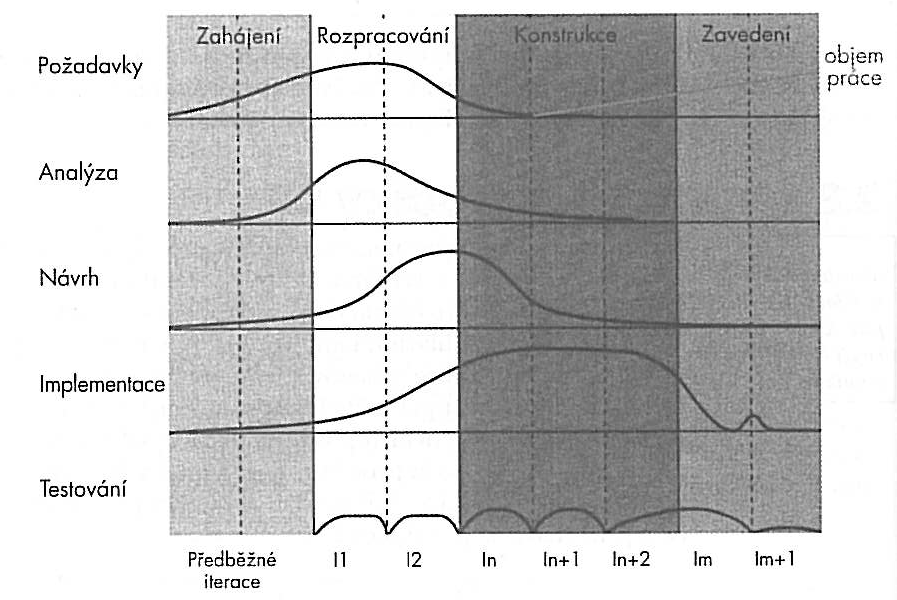 Zahájení
Rozpracování
Konstrukce
Zavedení
Požadavky
objem
práce
Analýza
Návrh
Implementace
Testování
Předběžné
iterace
I1
I2
In
In+1
In+2
Im
Im+1